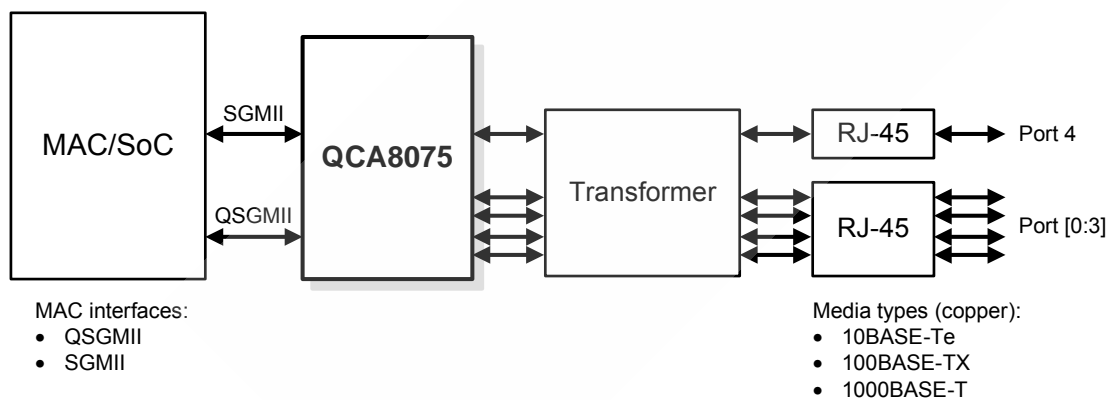 SGMII
MAC/SoC
QCA8075
QSGMII
Transformer
RJ-45
Port 4
RJ-45
Port [0:3]
MAC interfaces:
• QSGMII
• SGMII
Media types (copper):
• 10BASE-Te
• 100BASE-TX
• 1000BASE-T